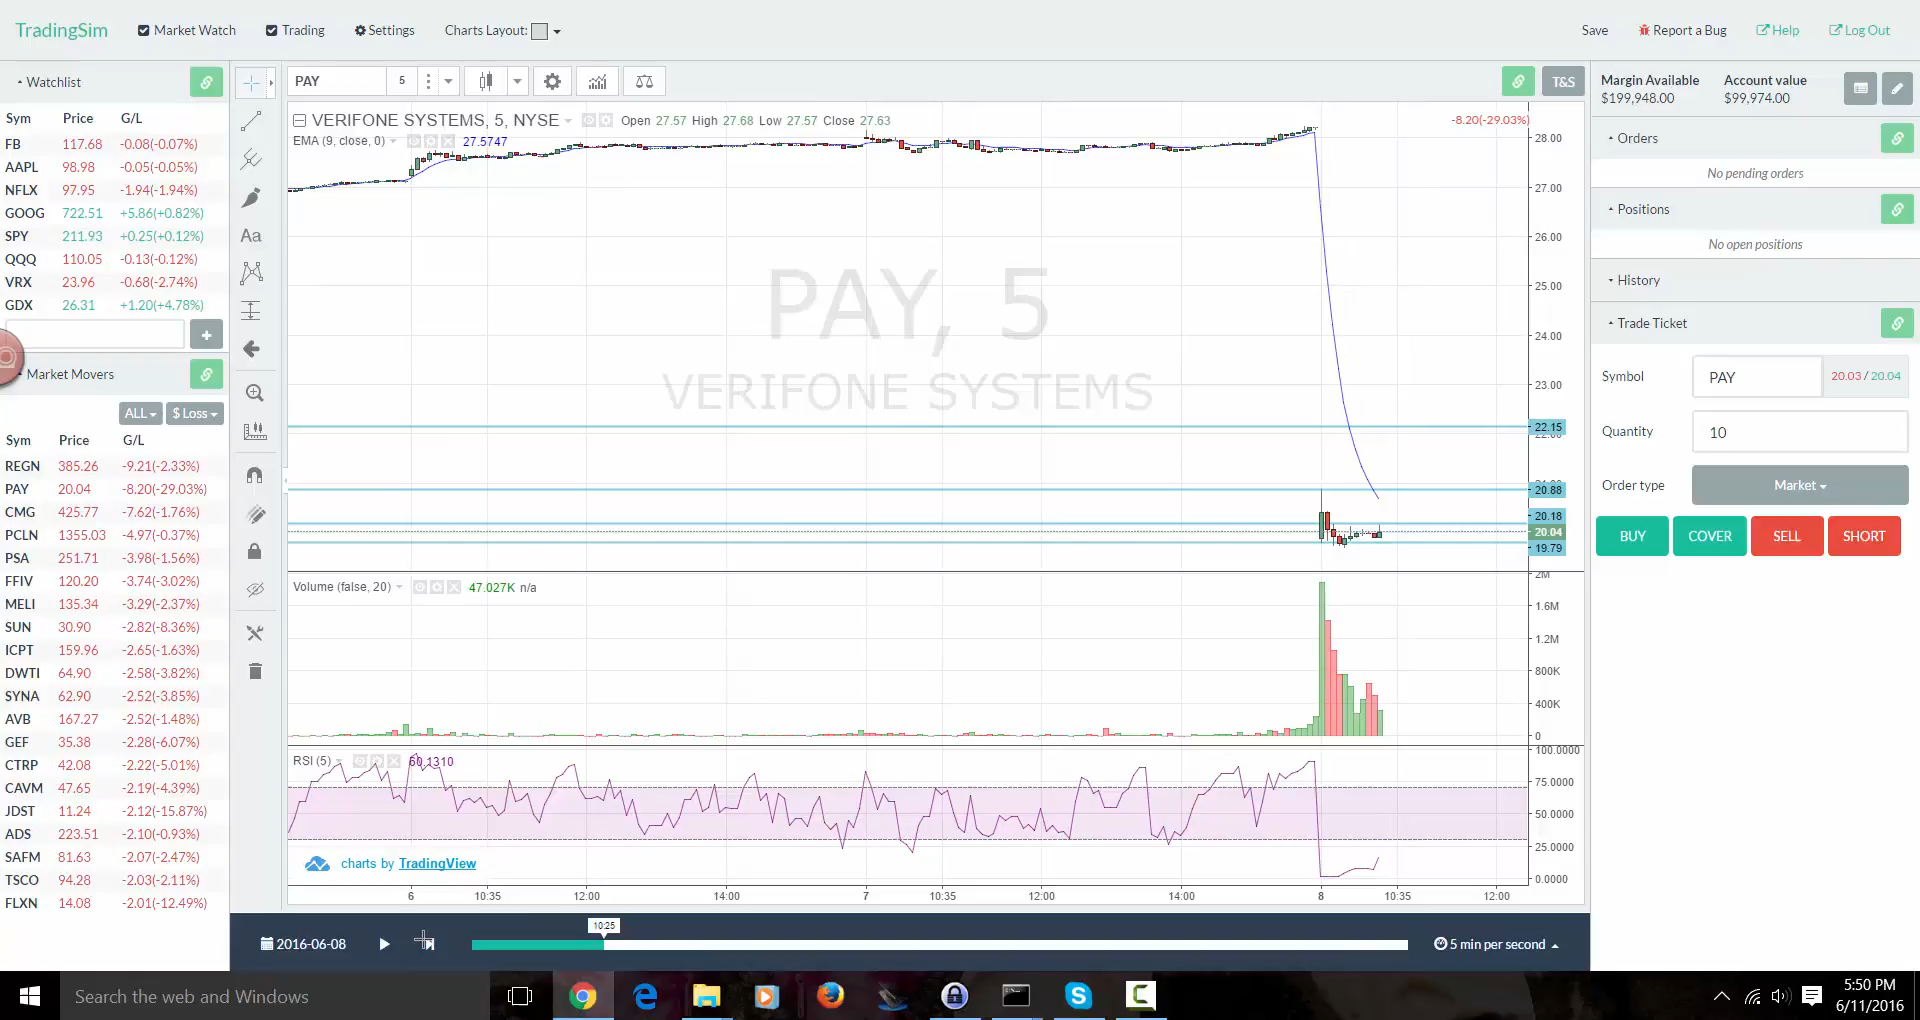 TradingSim Market Watch Trading Settings Charts Layout: Save Report a Bug Help Log Out
Watchlist
Sym Price G/L
FB 117.68 -0.08(-0.07%)
AAPL 98.98 -0.05(-0.05%)
NFLX 97.95 -1.94(-1.94%)
GOOG 722.51 +5.86(+0.82%)
SPY 211.93 +0.25(+0.12%)
QQQ 110.05 -0.13(-0.12%)
VRX 23.96 -0.68(-2.74%)
GDX 26.31 +1.20(+4.78%)
+
Market Movers
ALL $ Loss
Sym Price G/L
REGN 385.26 -9.21(-2.33%)
PAY 20.04 -8.20(-29.03%)
CMG 425.77 -7.62(-1.76%)
PCLN 1355.03 -4.97(-0.37%)
PSA 251.71 -3.98(-1.56%)
FFIV 120.20 -3.74(-3.02%)
MELI 135.34 -3.29(-2.37%)
SUN 30.90 -2.82(-8.36%)
ICPT 159.96 -2.65(-1.63%)
DWTI 64.90 -2.58(-3.82%)
SYNA 62.90 -2.52(-3.85%)
AVB 167.27 -2.52(-1.48%)
GEF 35.38 -2.28(-6.07%)
CTRP 42.08 -2.22(-5.01%)
CAVM 47.65 -2.19(-4.39%)
JDST 11.24 -2.12(-15.87%)
ADS 223.51 -2.10(-0.93%)
SAFM 81.63 -2.07(-2.47%)
TSCO 94.28 -2.03(-2.11%)
FLXN 14.08 -2.01(-12.49%)
Aa
PAY 5 T&S
VERIFONE SYSTEMS, 5, NYSE Open 27.57 High 27.68 Low 27.57 Close 27.63 -8.20(-29.03%)
EMA (9, close, 0) 27.5747
PAY, 5
VERIFONE SYSTEMS
28.00
27.00
26.00
25.00
24.00
23.00
22.15
22.00
20.88
20.18
20.04
19.79
Volume (false, 20) 47.027K n/a
2M
1.6M
1.2M
800K
400K
0
RSI (5) 60.1310
100.0000
75.0000
50.0000
25.0000
0.0000
charts by TradingView
6 10:35 12:00 14:00 7 10:35 12:00 14:00 8 10:35 12:00
10:25
2016-06-08 5 min per second
Margin Available Account value
$199,948.00 $99,974.00
Orders
No pending orders
Positions
No open positions
History
Trade Ticket
Symbol PAY 20.03 / 20.04
Quantity 10
Order type Market
BUY COVER SELL SHORT
Search the web and Windows
5:50 PM
6/11/2016